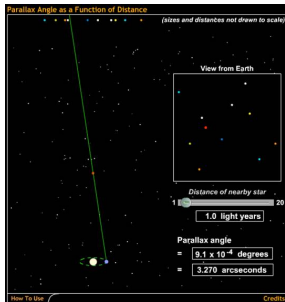 Parallax Angle as a Function of Distance
(sizes and distances not drawn to scale)
View from Earth
Distance of nearby star
1 20
1.0 light years
Parallax angle
= 9.1 x 10⁻⁴ degrees
= 3.270 arcseconds
How To Use
Credits